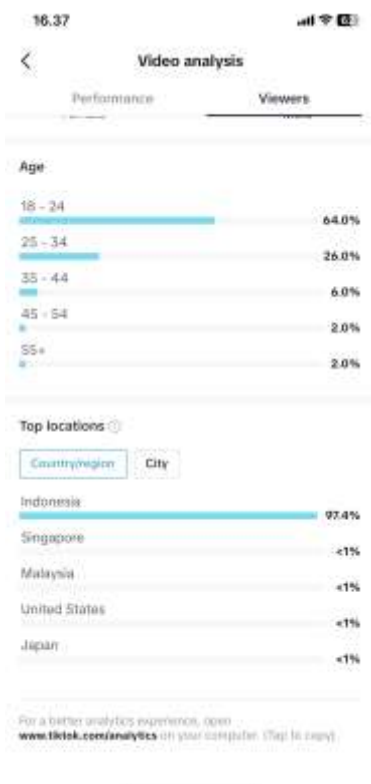 16.37
Video analysis
Performance
Viewers
Age
18 - 24
64.0%
25 - 34
26.0%
35 - 44
6.0%
45 - 54
2.0%
55+
2.0%
Top locations
Country/region
City
Indonesia
97.4%
Singapore
<1%
Malaysia
<1%
United States
<1%
Japan
<1%
For a better analytics experience, open
www.tiktok.com/analytics on your computer. (Tap to copy)